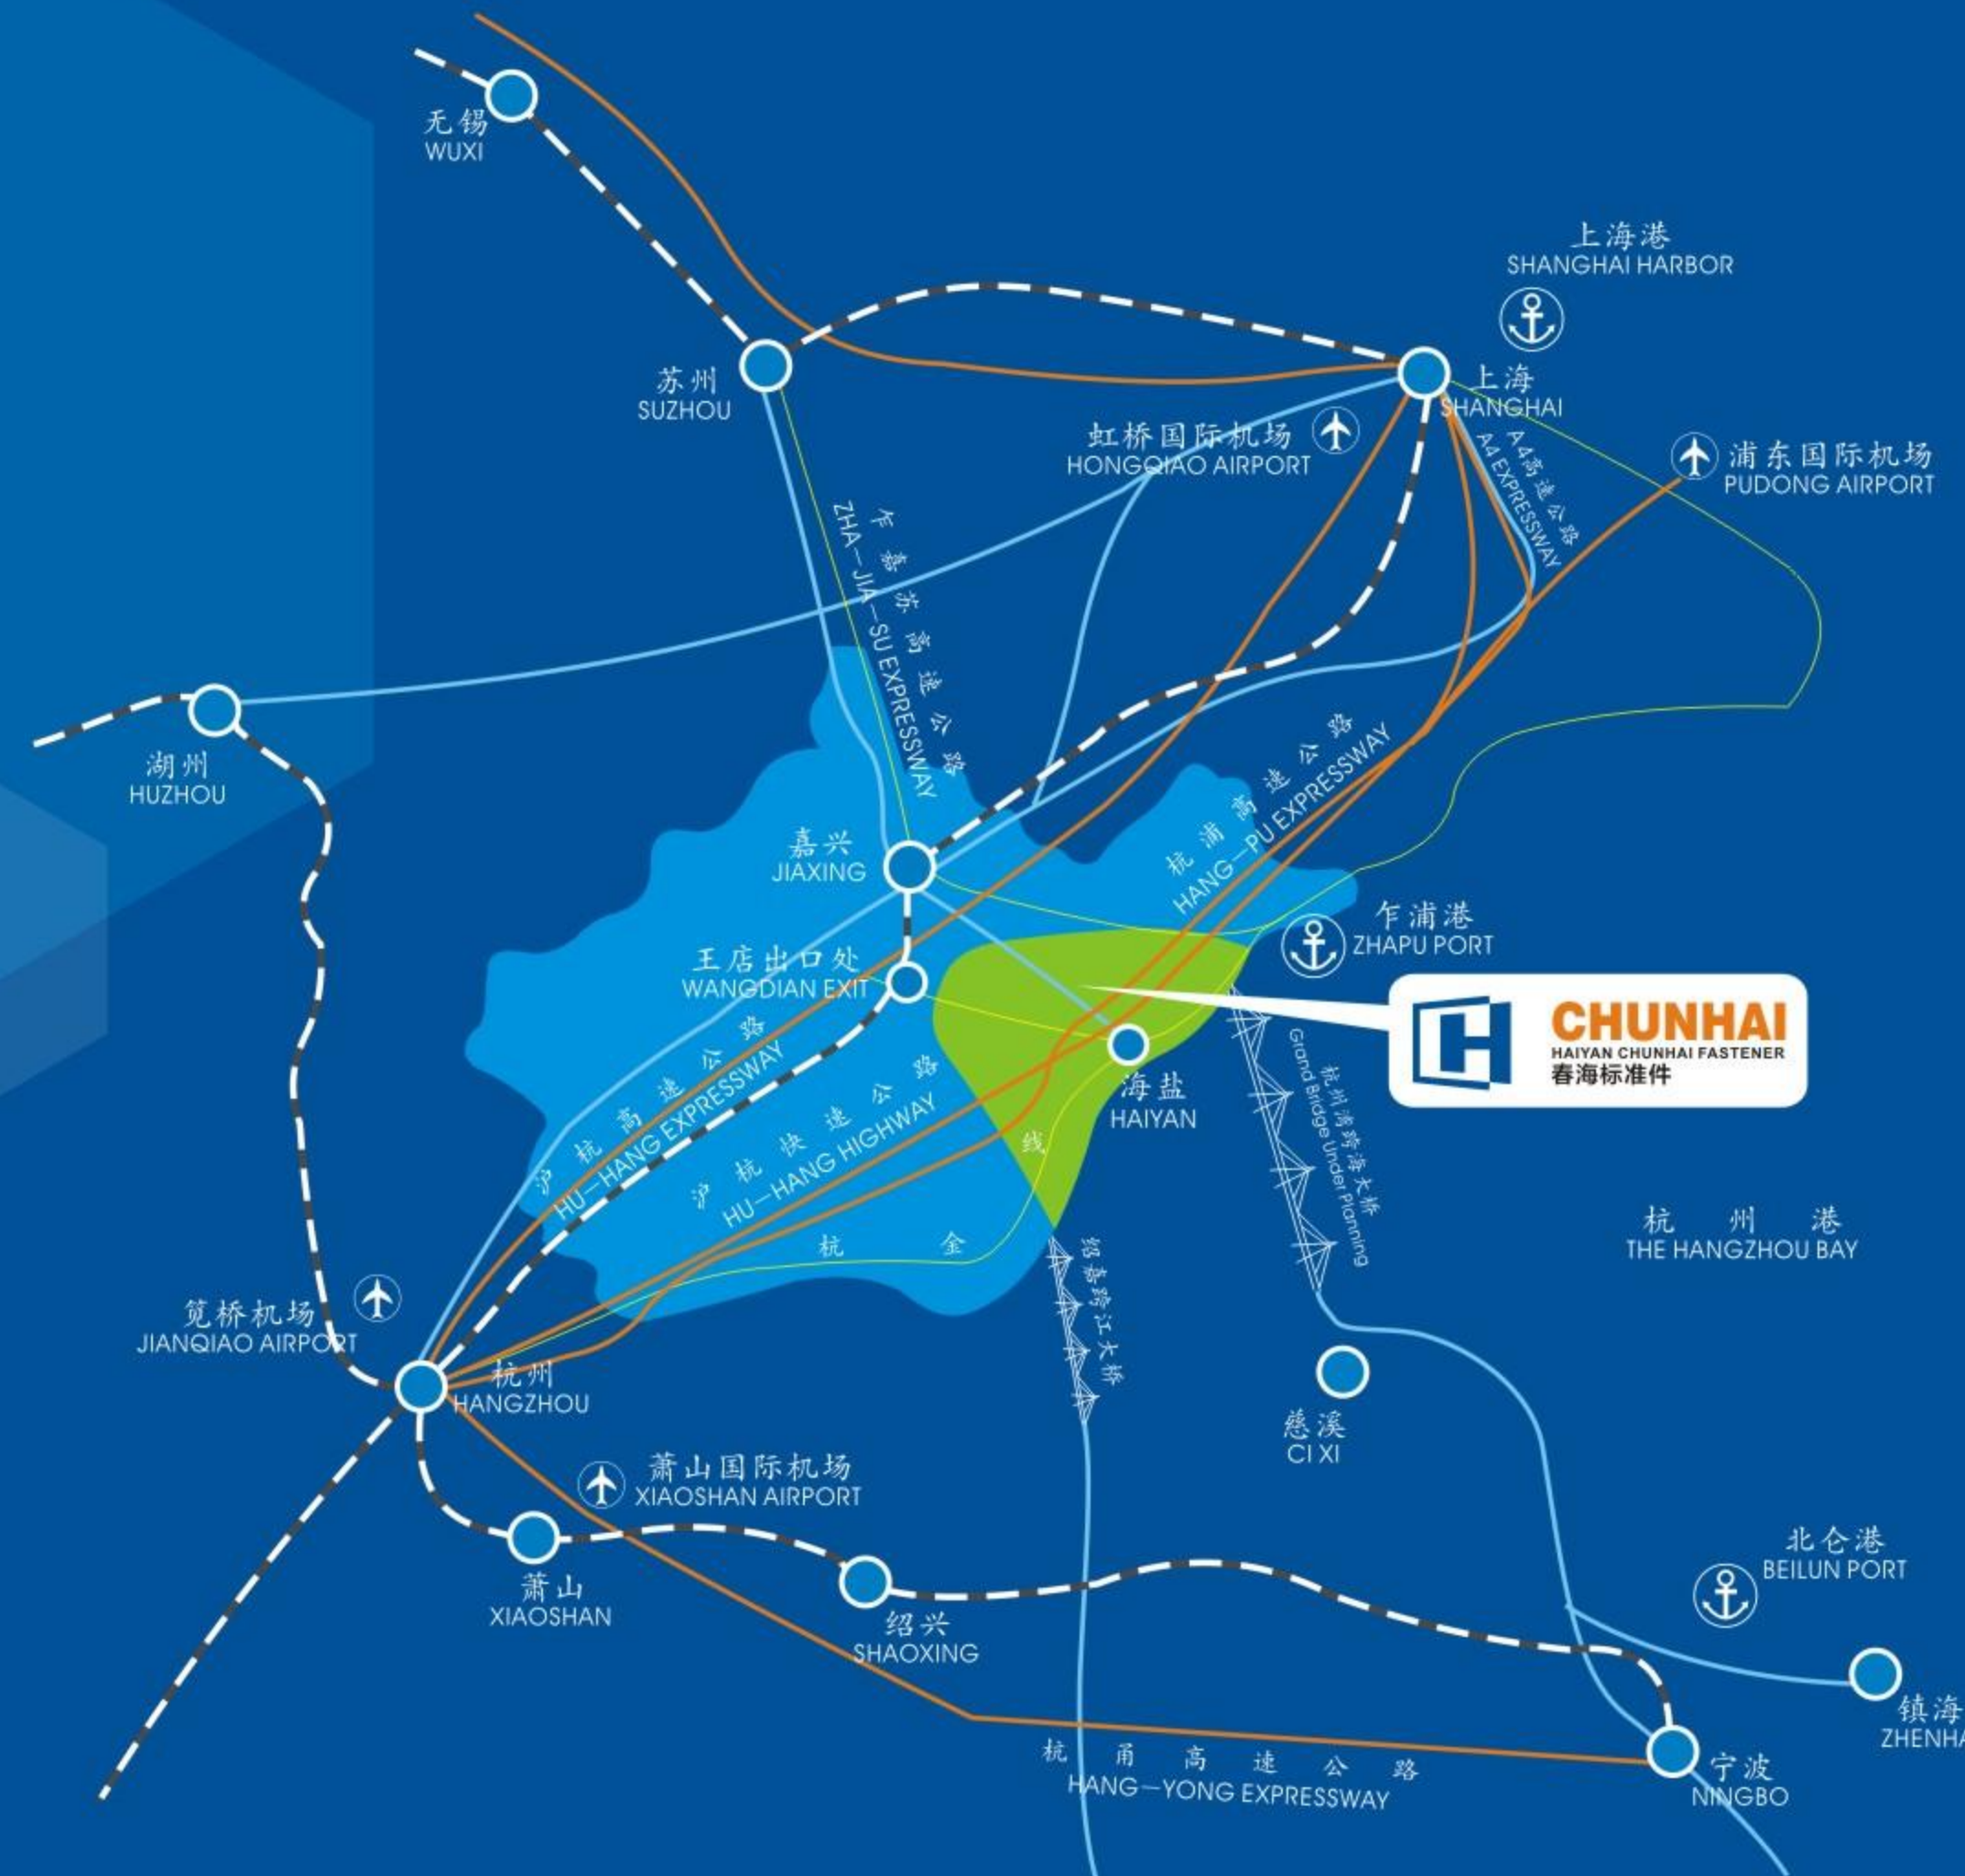 无锡
WUXI
上海港
SHANGHAI HARBOR
苏州
SUZHOU
上海
SHANGHAI
虹桥国际机场
HONGQIAO AIRPORT
A4高速公路
A4 EXPRESSWAY
浦东国际机场
PUDONG AIRPORT
乍嘉苏高速公路
ZHA—JIA—SU EXPRESSWAY
湖州
HUZHOU
杭浦高速公路
HANG—PU EXPRESSWAY
嘉兴
JIAXING
乍浦港
ZHAPU PORT
王店出口处
WANGDIAN EXIT
CHUNHAI
HAIYAN CHUNHAI FASTENER
春海标准件
沪杭高速公路
HU—HANG EXPRESSWAY
沪杭快速公路
HU—HANG HIGHWAY
海盐
HAIYAN
杭州湾跨海大桥
Grand Bridge Under Planning
杭金线
杭州港
THE HANGZHOU BAY
绍嘉跨江大桥
笕桥机场
JIANQIAO AIRPORT
杭州
HANGZHOU
慈溪
CI XI
萧山国际机场
XIAOSHAN AIRPORT
萧山
XIAOSHAN
绍兴
SHAOXING
北仑港
BEILUN PORT
镇海
ZHENHA
杭甬高速公路
HANG—YONG EXPRESSWAY
宁波
NINGBO